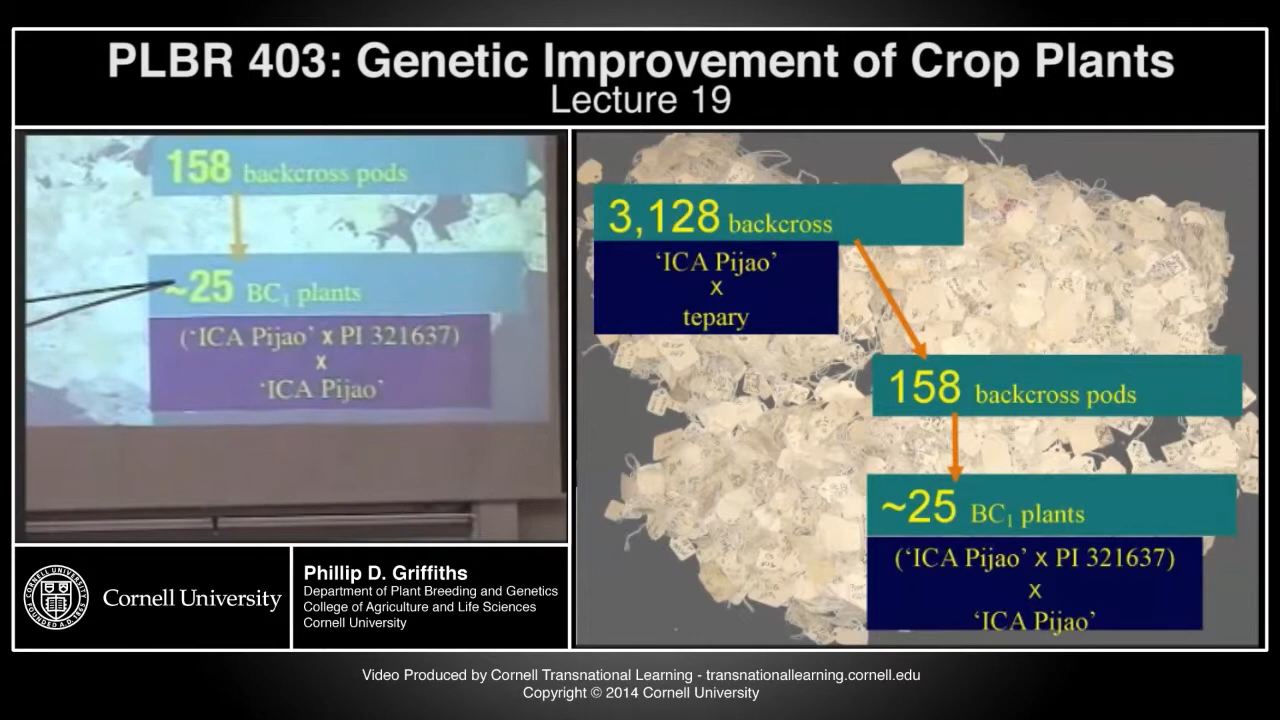 PLBR 403: Genetic Improvement of Crop Plants
Lecture 19
158 backcross pods
~25 BC₁ plants
('ICA Pijao' x PI 321637)
x
'ICA Pijao'
3,128 backcross
'ICA Pijao'
x
tepary
158 backcross pods
~25 BC₁ plants
('ICA Pijao' x PI 321637)
x
'ICA Pijao'
Cornell University
Phillip D. Griffiths
Department of Plant Breeding and Genetics
College of Agriculture and Life Sciences
Cornell University
Video Produced by Cornell Transnational Learning - transnationallearning.cornell.edu
Copyright © 2014 Cornell University